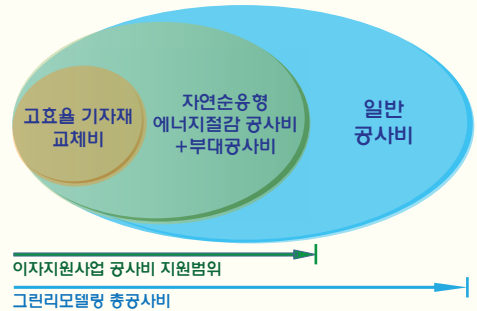 고효율 기자재
교체비
자연순응형
에너지절감 공사비
+부대공사비
일반
공사비
이자지원사업 공사비 지원범위
그린리모델링 총공사비